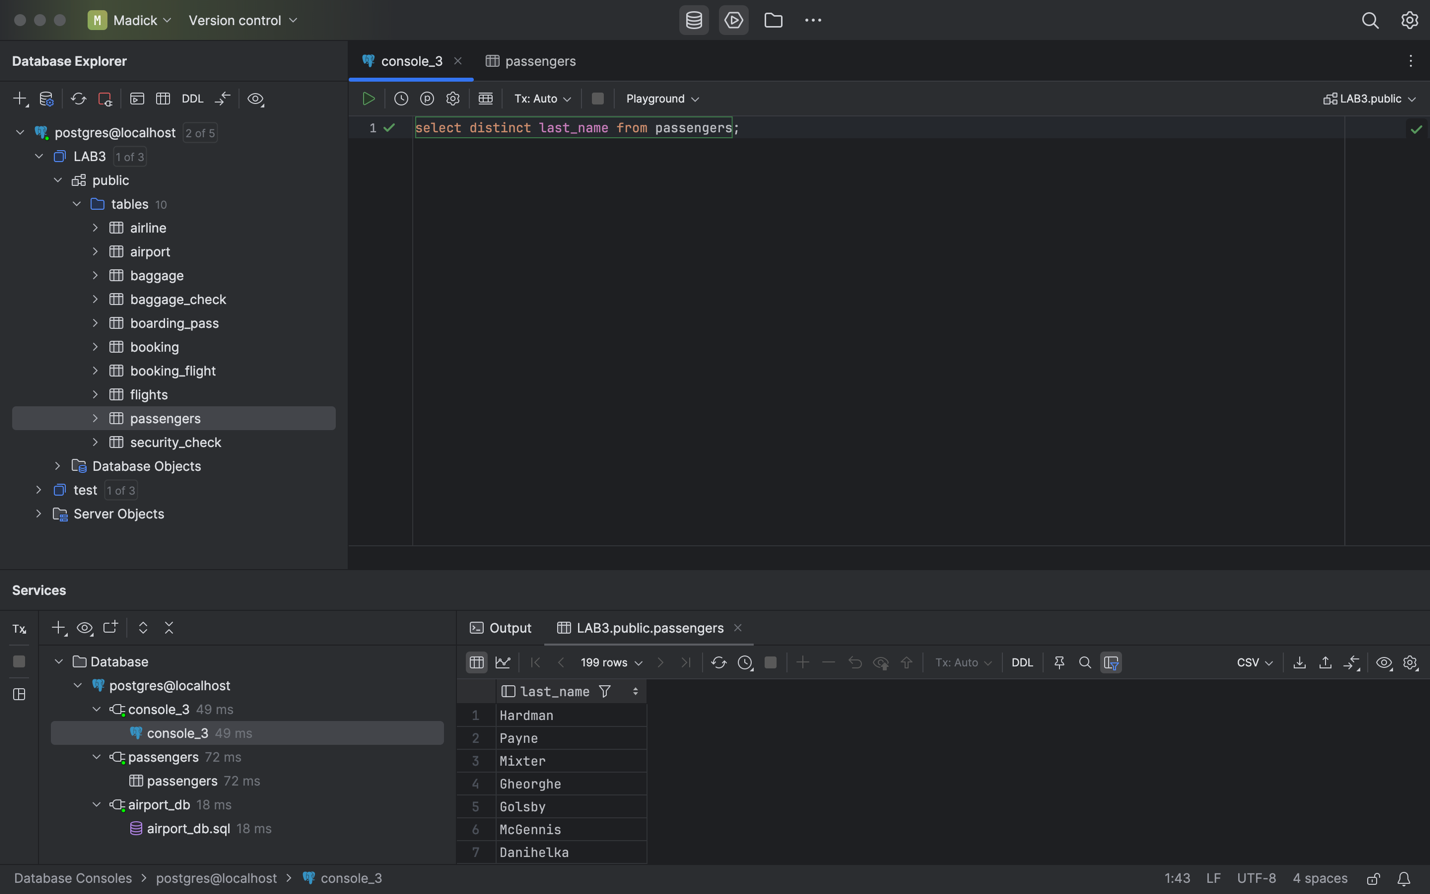 M Madick Version control
Database Explorer
console_3 passengers
DDL
Tx: Auto Playground LAB3.public
postgres@localhost 2 of 5
1 select distinct last_name from passengers;
LAB3 1 of 3
public
tables 10
airline
airport
baggage
baggage_check
boarding_pass
booking
booking_flight
flights
passengers
security_check
Database Objects
test 1 of 3
Server Objects
Services
Tx
Output LAB3.public.passengers
Database
199 rows Tx: Auto DDL CSV
postgres@localhost
last_name
console_3 49 ms
1 Hardman
console_3 49 ms
2 Payne
passengers 72 ms
3 Mixter
passengers 72 ms
4 Gheorghe
airport_db 18 ms
5 Golsby
airport_db.sql 18 ms
6 McGennis
7 Danihelka
Database Consoles postgres@localhost console_3 1:43 LF UTF-8 4 spaces